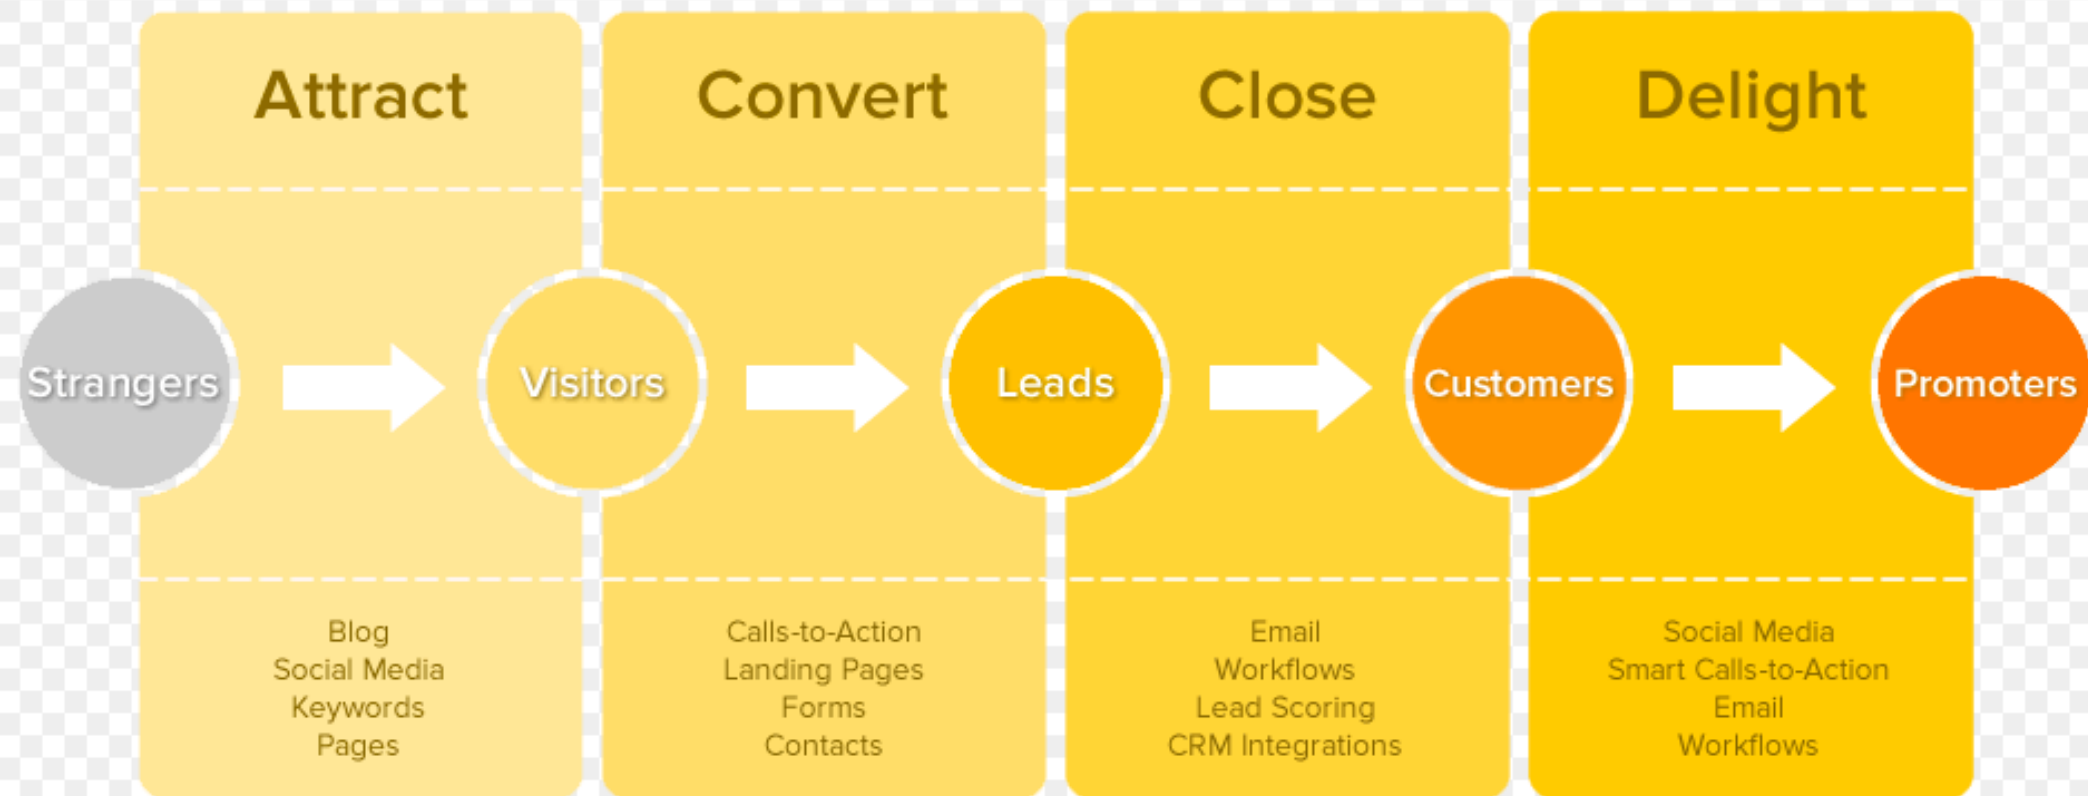 Attract
Convert
Close
Delight
Strangers
Visitors
Leads
Customers
Promoters
Blog
Social Media
Keywords
Pages
Calls-to-Action
Landing Pages
Forms
Contacts
Email
Workflows
Lead Scoring
CRM Integrations
Social Media
Smart Calls-to-Action
Email
Workflows